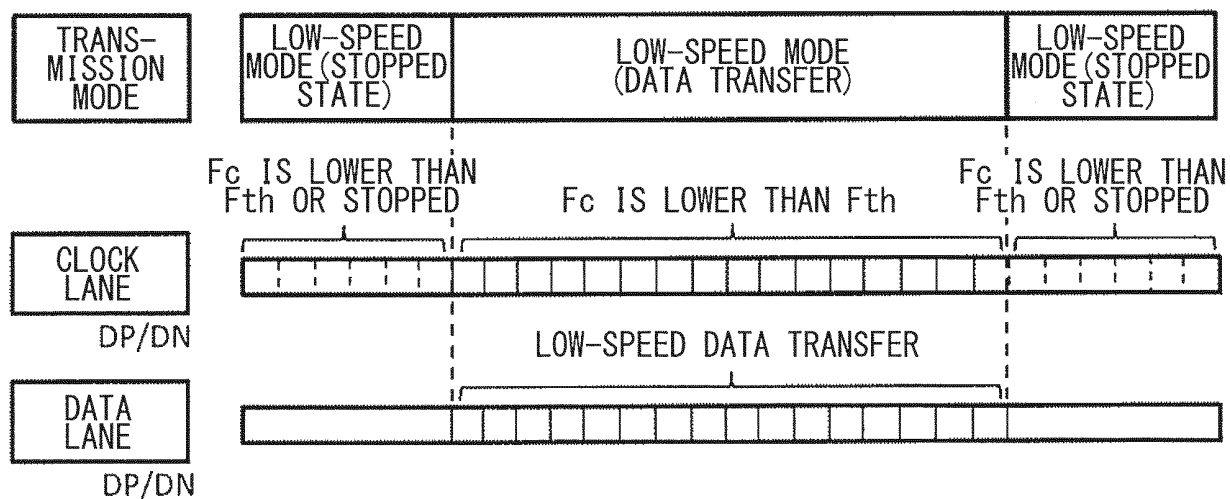 TRANS-
MISSION
MODE
LOW-SPEED
MODE(STOPPED
STATE)
LOW-SPEED MODE
(DATA TRANSFER)
LOW-SPEED
MODE(STOPPED
STATE)
Fc IS LOWER THAN
Fth OR STOPPED
Fc IS LOWER THAN Fth
Fc IS LOWER THAN
Fth OR STOPPED
CLOCK
LANE
DP/DN
LOW-SPEED DATA TRANSFER
DATA
LANE
DP/DN